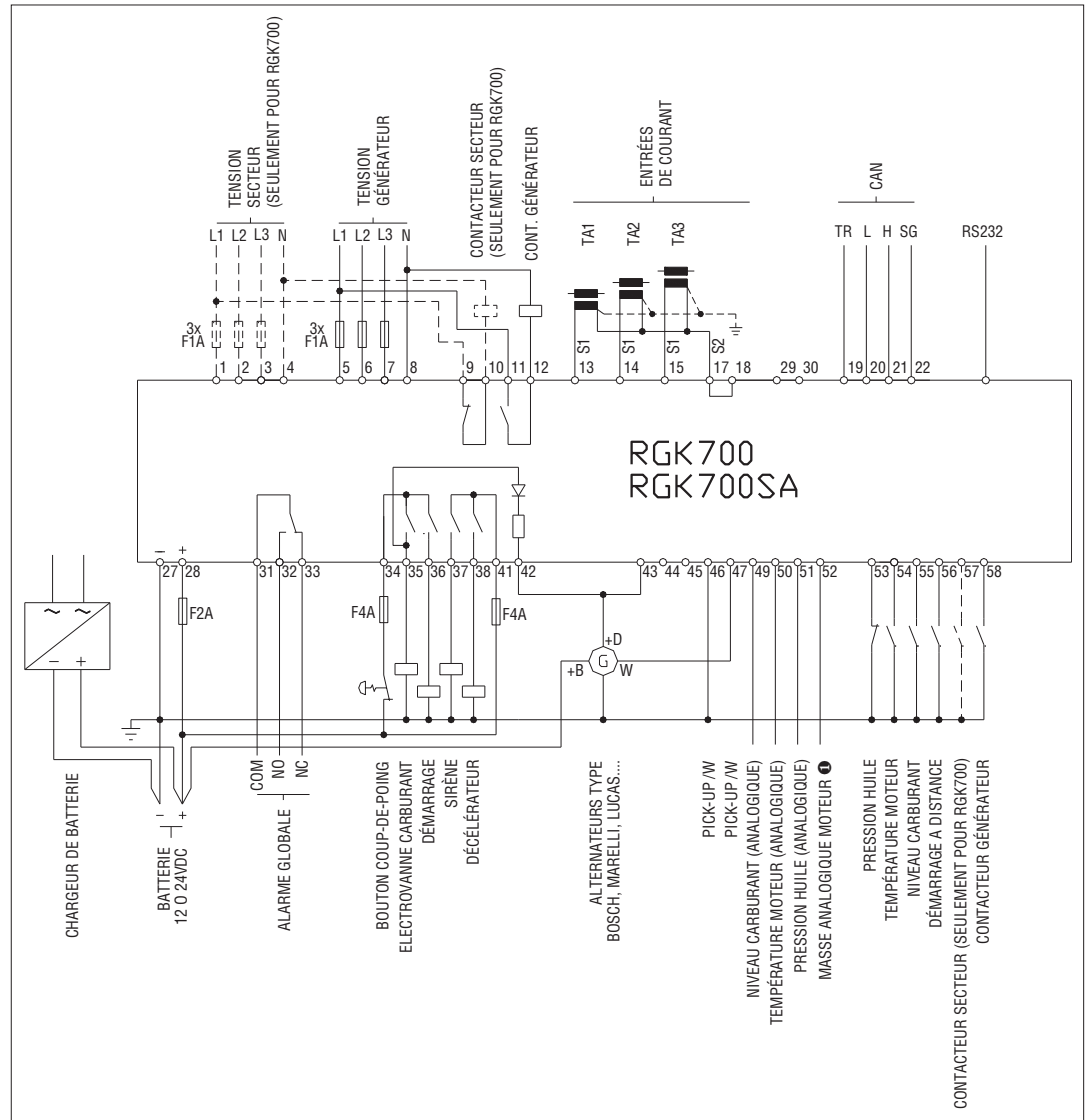 TENSION
SECTEUR
(SEULEMENT POUR RGK700)
TENSION
GÉNÉRATEUR
CONTACTEUR SECTEUR
(SEULEMENT POUR RGK700)
CONT. GÉNÉRATEUR
ENTRÉES
DE COURANT
CAN
L1 L2 L3 N
L1 L2 L3 N
TA1 TA2 TA3
TR L H SG
RS232
3x
F1A
3x
F1A
S1 S1 S1 S2
1 2 3 4 5 6 7 8 9 10 11 12 13 14 15 17 18 29 30 19 20 21 22
RGK700
RGK700SA
– +
27 28 31 32 33 34 35 36 37 38 41 42 43 44 45 46 47 49 50 51 52 53 54 55 56 57 58
F2A
F4A
F4A
– +
+D
+B G W
COM
NO
NC
– +
CHARGEUR DE BATTERIE
BATTERIE
12 O 24VDC
ALARME GLOBALE
BOUTON COUP-DE-POING
ELECTROVANNE CARBURANT
DÉMARRAGE
SIRÈNE
DÉCÉLÉRATEUR
ALTERNATEURS TYPE
BOSCH, MARELLI, LUCAS....
PICK-UP /W
PICK-UP /W
NIVEAU CARBURANT (ANALOGIQUE)
TEMPÉRATURE MOTEUR (ANALOGIQUE)
PRESSION HUILE (ANALOGIQUE)
MASSE ANALOGIQUE MOTEUR ❶
PRESSION HUILE
TEMPÉRATURE MOTEUR
NIVEAU CARBURANT
DÉMARRAGE A DISTANCE
CONTACTEUR SECTEUR (SEULEMENT POUR RGK700)
CONTACTEUR GÉNÉRATEUR